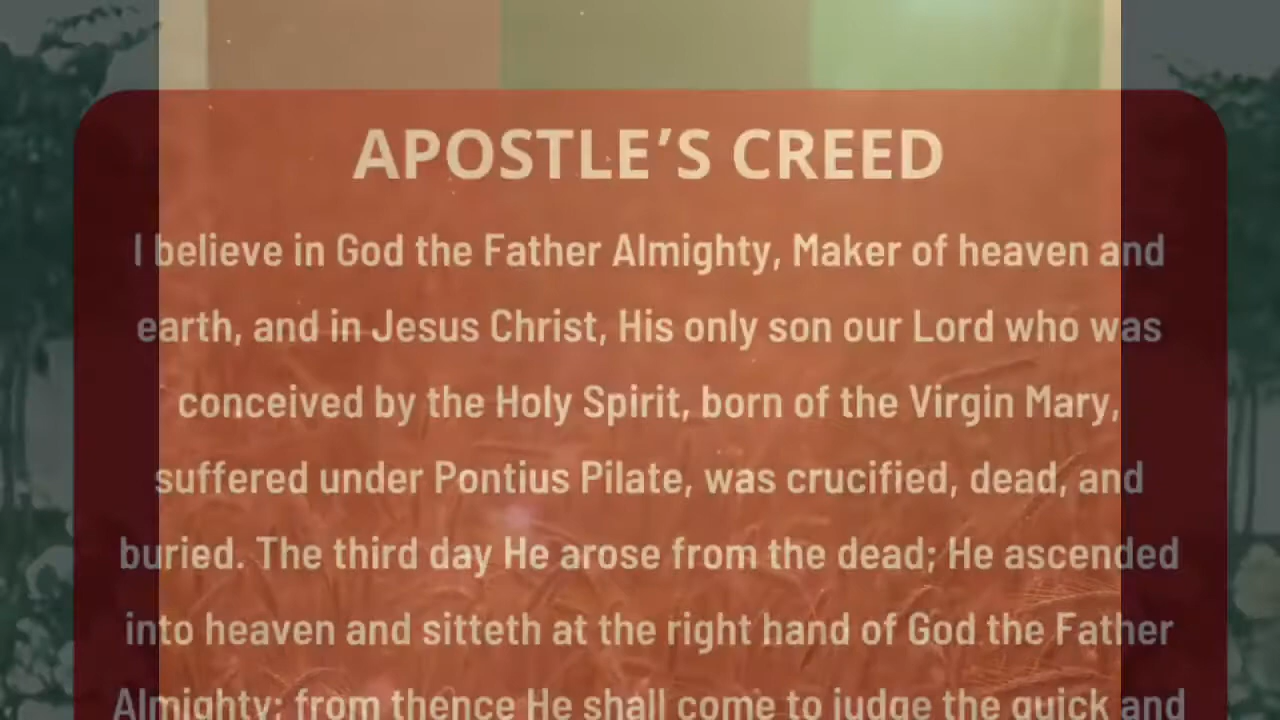 APOSTLE'S CREED
I believe in God the Father Almighty, Maker of heaven and
earth, and in Jesus Christ, His only son our Lord who was
conceived by the Holy Spirit, born of the Virgin Mary,
suffered under Pontius Pilate, was crucified, dead, and
buried. The third day He arose from the dead; He ascended
into heaven and sitteth at the right hand of God the Father
Almighty; from thence He shall come to judge the quick and